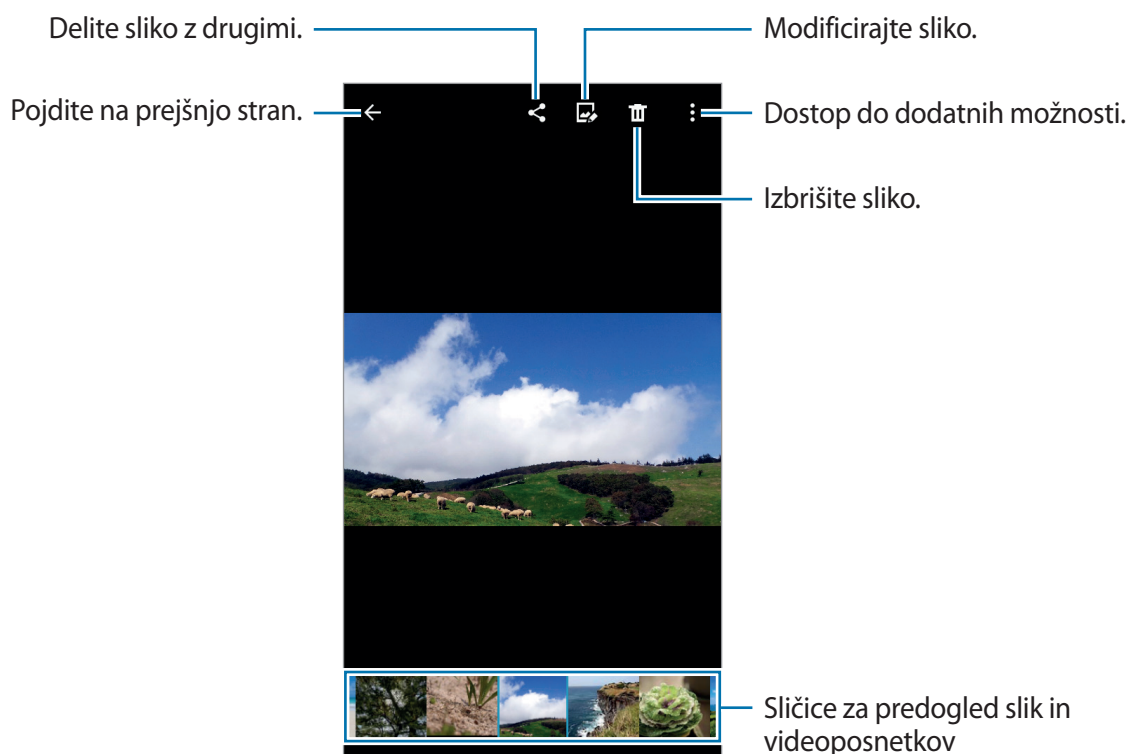 Delite sliko z drugimi.
Modificirajte sliko.
Pojdite na prejšnjo stran.
Dostop do dodatnih možnosti.
Izbrišite sliko.
Sličice za predogled slik in
videoposnetkov